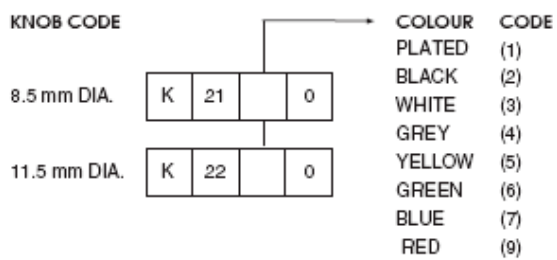 KNOB CODE
COLOUR CODE
PLATED (1)
BLACK (2)
8.5 mm DIA. K 21 0
WHITE (3)
GREY (4)
YELLOW (5)
11.5 mm DIA. K 22 0
GREEN (6)
BLUE (7)
RED (9)